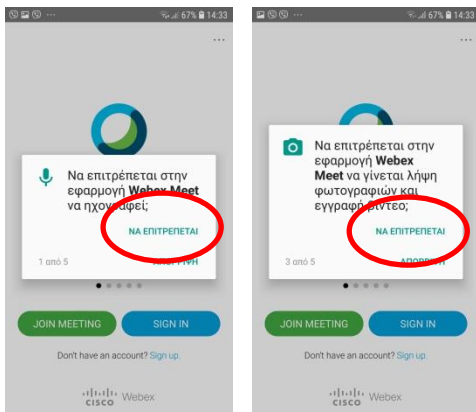 67% 14:33
Να επιτρέπεται στην
εφαρμογή Webex Meet
να ηχογραφεί;
ΝΑ ΕΠΙΤΡΕΠΕΤΑΙ
1 από 5
ΑΠΟΡΡΙΨΗ
JOIN MEETING
SIGN IN
Don't have an account? Sign up.
CISCO Webex
67% 14:33
Να επιτρέπεται στην
εφαρμογή Webex
Meet να γίνεται λήψη
φωτογραφιών και
εγγραφή βίντεο;
ΝΑ ΕΠΙΤΡΕΠΕΤΑΙ
3 από 5
ΑΠΟΡΡΙΨΗ
JOIN MEETING
SIGN IN
Don't have an account? Sign up.
CISCO Webex